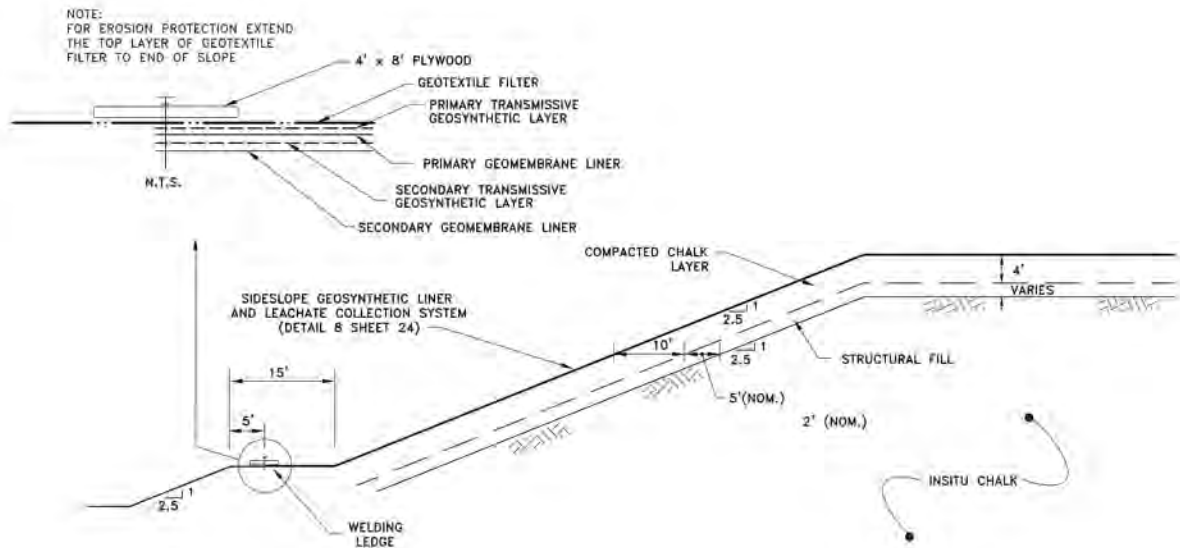 NOTE:
FOR EROSION PROTECTION EXTEND
THE TOP LAYER OF GEOTEXTILE
FILTER TO END OF SLOPE
4' x 8' PLYWOOD
GEOTEXTILE FILTER
PRIMARY TRANSMISSIVE
GEOSYNTHETIC LAYER
PRIMARY GEOMEMBRANE LINER
N.T.S.
SECONDARY TRANSMISSIVE
GEOSYNTHETIC LAYER
SECONDARY GEOMEMBRANE LINER
COMPACTED CHALK
LAYER
4'
VARIES
SIDESLOPE GEOSYNTHETIC LINER
AND LEACHATE COLLECTION SYSTEM
(DETAIL 8 SHEET 24)
1
2.5
10'
1
2.5
STRUCTURAL FILL
15'
5'(NOM.)
5'
2' (NOM.)
INSITU CHALK
1
2.5
WELDING
LEDGE